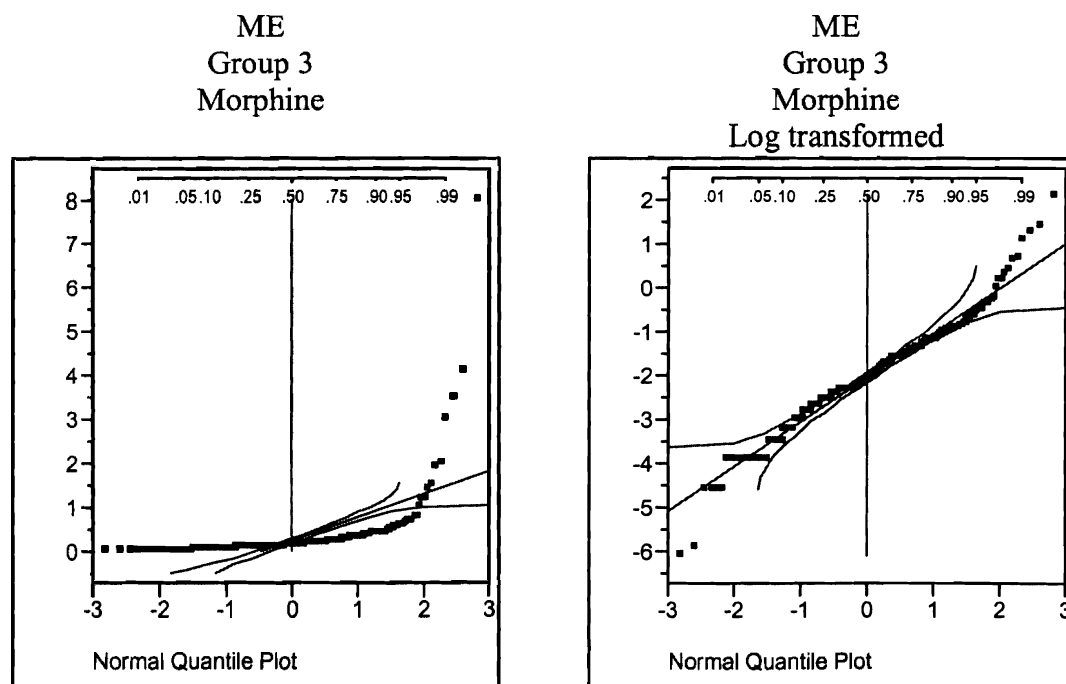 ME
Group 3
Morphine
.01 .05 .10 .25 .50 .75 .90 .95 .99
8
7
6
5
4
3
2
1
0
-3 -2 -1 0 1 2 3
Normal Quantile Plot
ME
Group 3
Morphine
Log transformed
.01 .05 .10 .25 .50 .75 .90 .95 .99
2
1
0
-1
-2
-3
-4
-5
-6
-3 -2 -1 0 1 2 3
Normal Quantile Plot